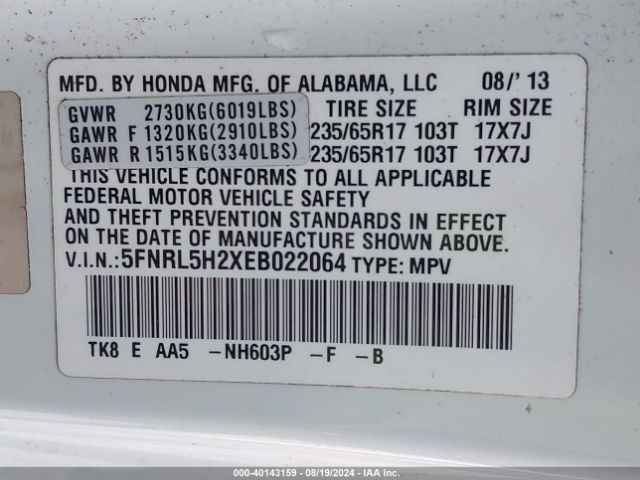 MFD. BY HONDA MFG. OF ALABAMA, LLC 08/'13
GVWR 2730KG(6019LBS) TIRE SIZE RIM SIZE
GAWR F 1320KG(2910LBS) 235/65R17 103T 17X7J
GAWR R 1515KG(3340LBS) 235/65R17 103T 17X7J
THIS VEHICLE CONFORMS TO ALL APPLICABLE
FEDERAL MOTOR VEHICLE SAFETY
AND THEFT PREVENTION STANDARDS IN EFFECT
ON THE DATE OF MANUFACTURE SHOWN ABOVE.
V.I.N.: 5FNRL5H2XEB022064 TYPE: MPV
TK8 E AA5 -NH603P -F -B
000-40143159 - 08/19/2024 - IAA Inc.